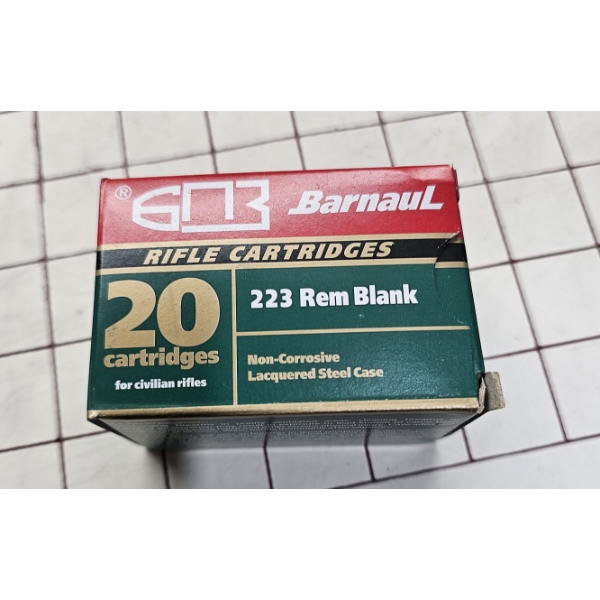 ® БПЗ BarnauL
RIFLE CARTRIDGES
20
cartridges
for civilian rifles
223 Rem Blank
Non-Corrosive
Lacquered Steel Case